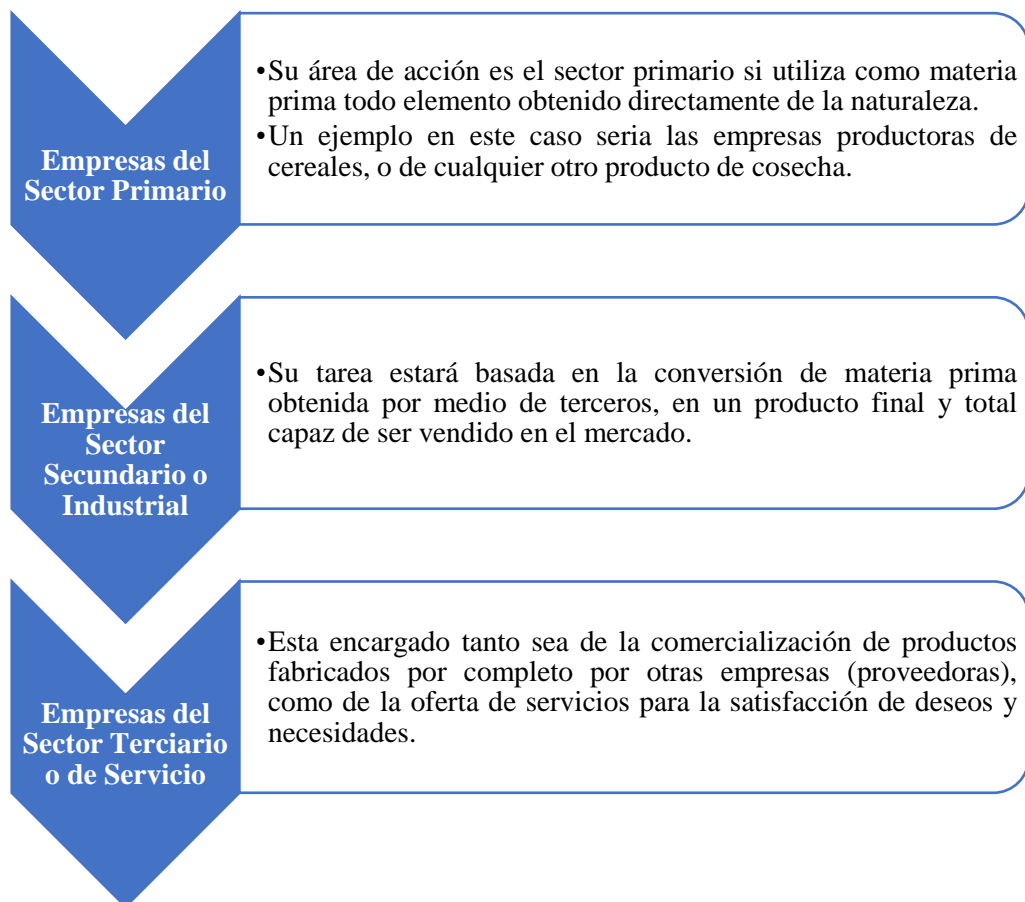 Empresas del
Sector Primario
•Su área de acción es el sector primario si utiliza como materia
prima todo elemento obtenido directamente de la naturaleza.
•Un ejemplo en este caso seria las empresas productoras de
cereales, o de cualquier otro producto de cosecha.
Empresas del
Sector
Secundario o
Industrial
•Su tarea estará basada en la conversión de materia prima
obtenida por medio de terceros, en un producto final y total
capaz de ser vendido en el mercado.
Empresas del
Sector Terciario
o de Servicio
•Esta encargado tanto sea de la comercialización de productos
fabricados por completo por otras empresas (proveedoras),
como de la oferta de servicios para la satisfacción de deseos y
necesidades.